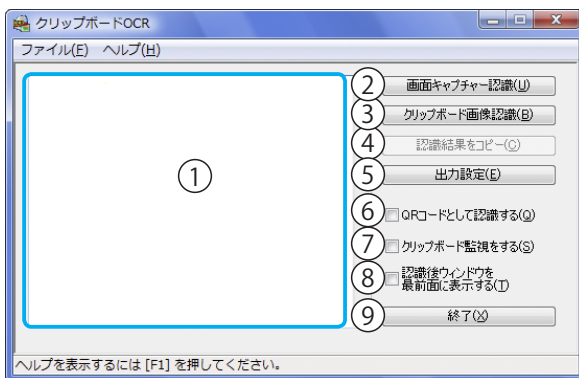 クリップボードOCR
ファイル(F) ヘルプ(H)
①
② 画面キャプチャー認識(U)
③ クリップボード画像認識(B)
④ 認識結果をコピー(C)
⑤ 出力設定(E)
⑥ QRコードとして認識する(Q)
⑦ クリップボード監視をする(S)
⑧ 認識後ウィンドウを
最前面に表示する(T)
⑨ 終了(X)
ヘルプを表示するには [F1] を押してください。